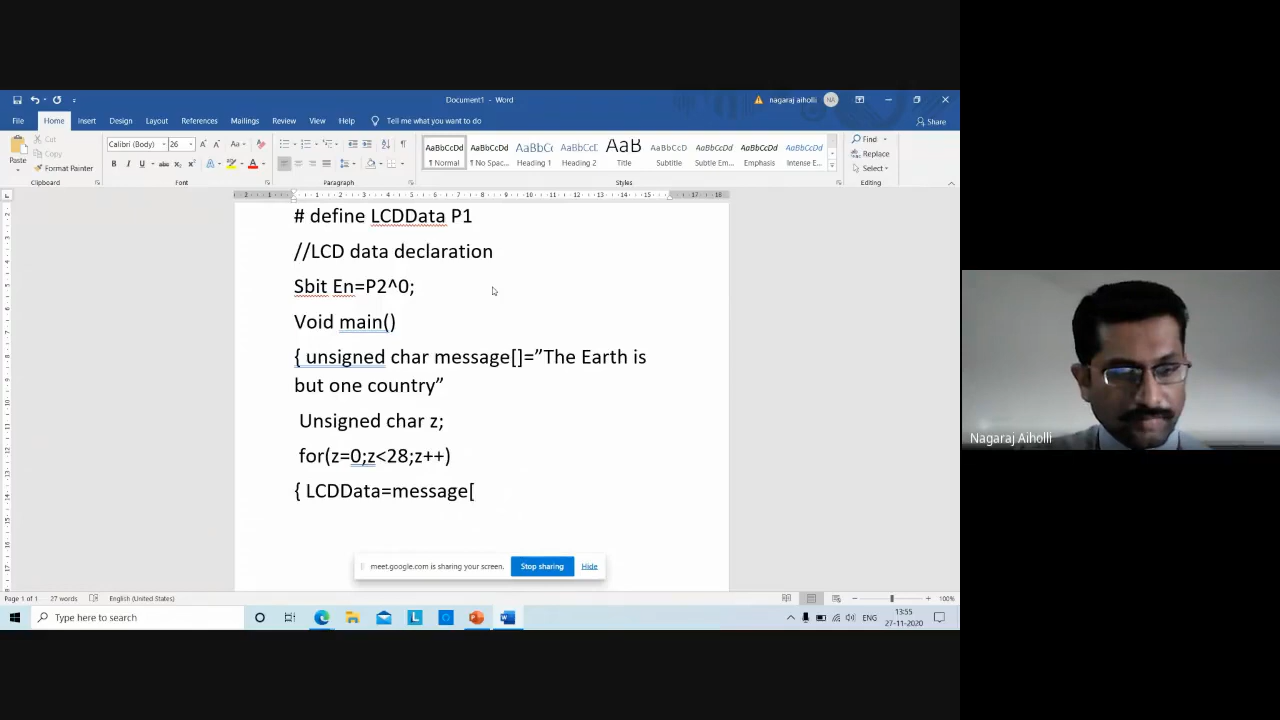 Document1 - Word
nagaraj aiholli
NA
File Home Insert Design Layout References Mailings Review View Help Tell me what you want to do
Share
Paste
Cut
Copy
Format Painter
Clipboard
Calibri (Body) 26
Font
Paragraph
AaBbCcDd AaBbCcDd AaBbCc AaBbCcD AaB AaBbCcD AaBbCcDd AaBbCcDd AaBbCcDd
¶ Normal ¶ No Spac... Heading 1 Heading 2 Title Subtitle Subtle Em... Emphasis Intense E...
Styles
Find
Replace
Select
Editing
# define LCDData P1
//LCD data declaration
Sbit En=P2^0;
Void main()
{ unsigned char message[]=”The Earth is
but one country”
Unsigned char z;
for(z=0;z<28;z++)
{ LCDData=message[
meet.google.com is sharing your screen. Stop sharing Hide
Page 1 of 1 27 words English (United States)
100%
Type here to search
ENG
13:55
27-11-2020
Nagaraj Aiholli